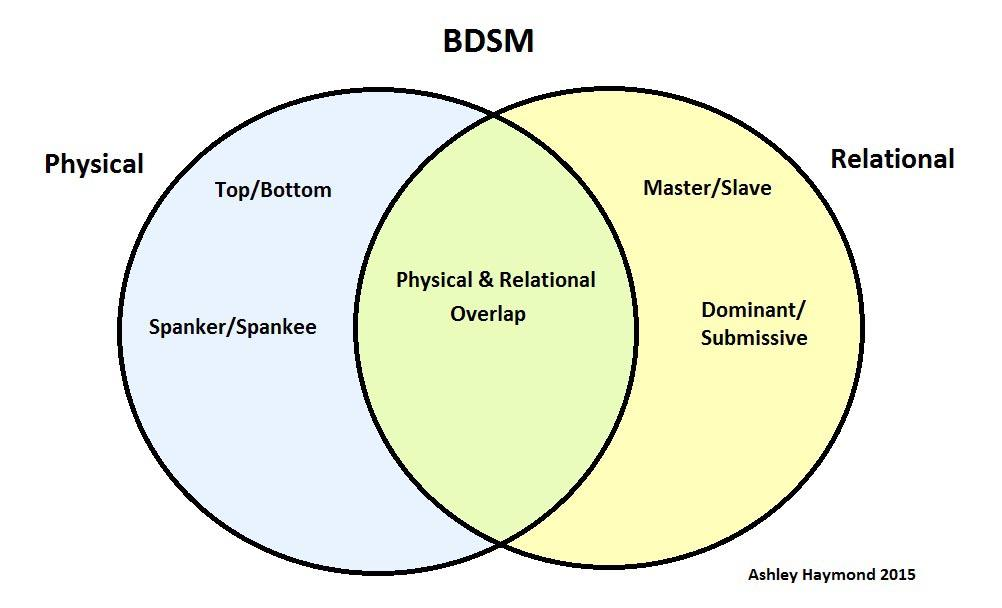 BDSM
Physical
Relational
Top/Bottom
Master/Slave
Physical & Relational
Overlap
Spanker/Spankee
Dominant/
Submissive
Ashley Haymond 2015